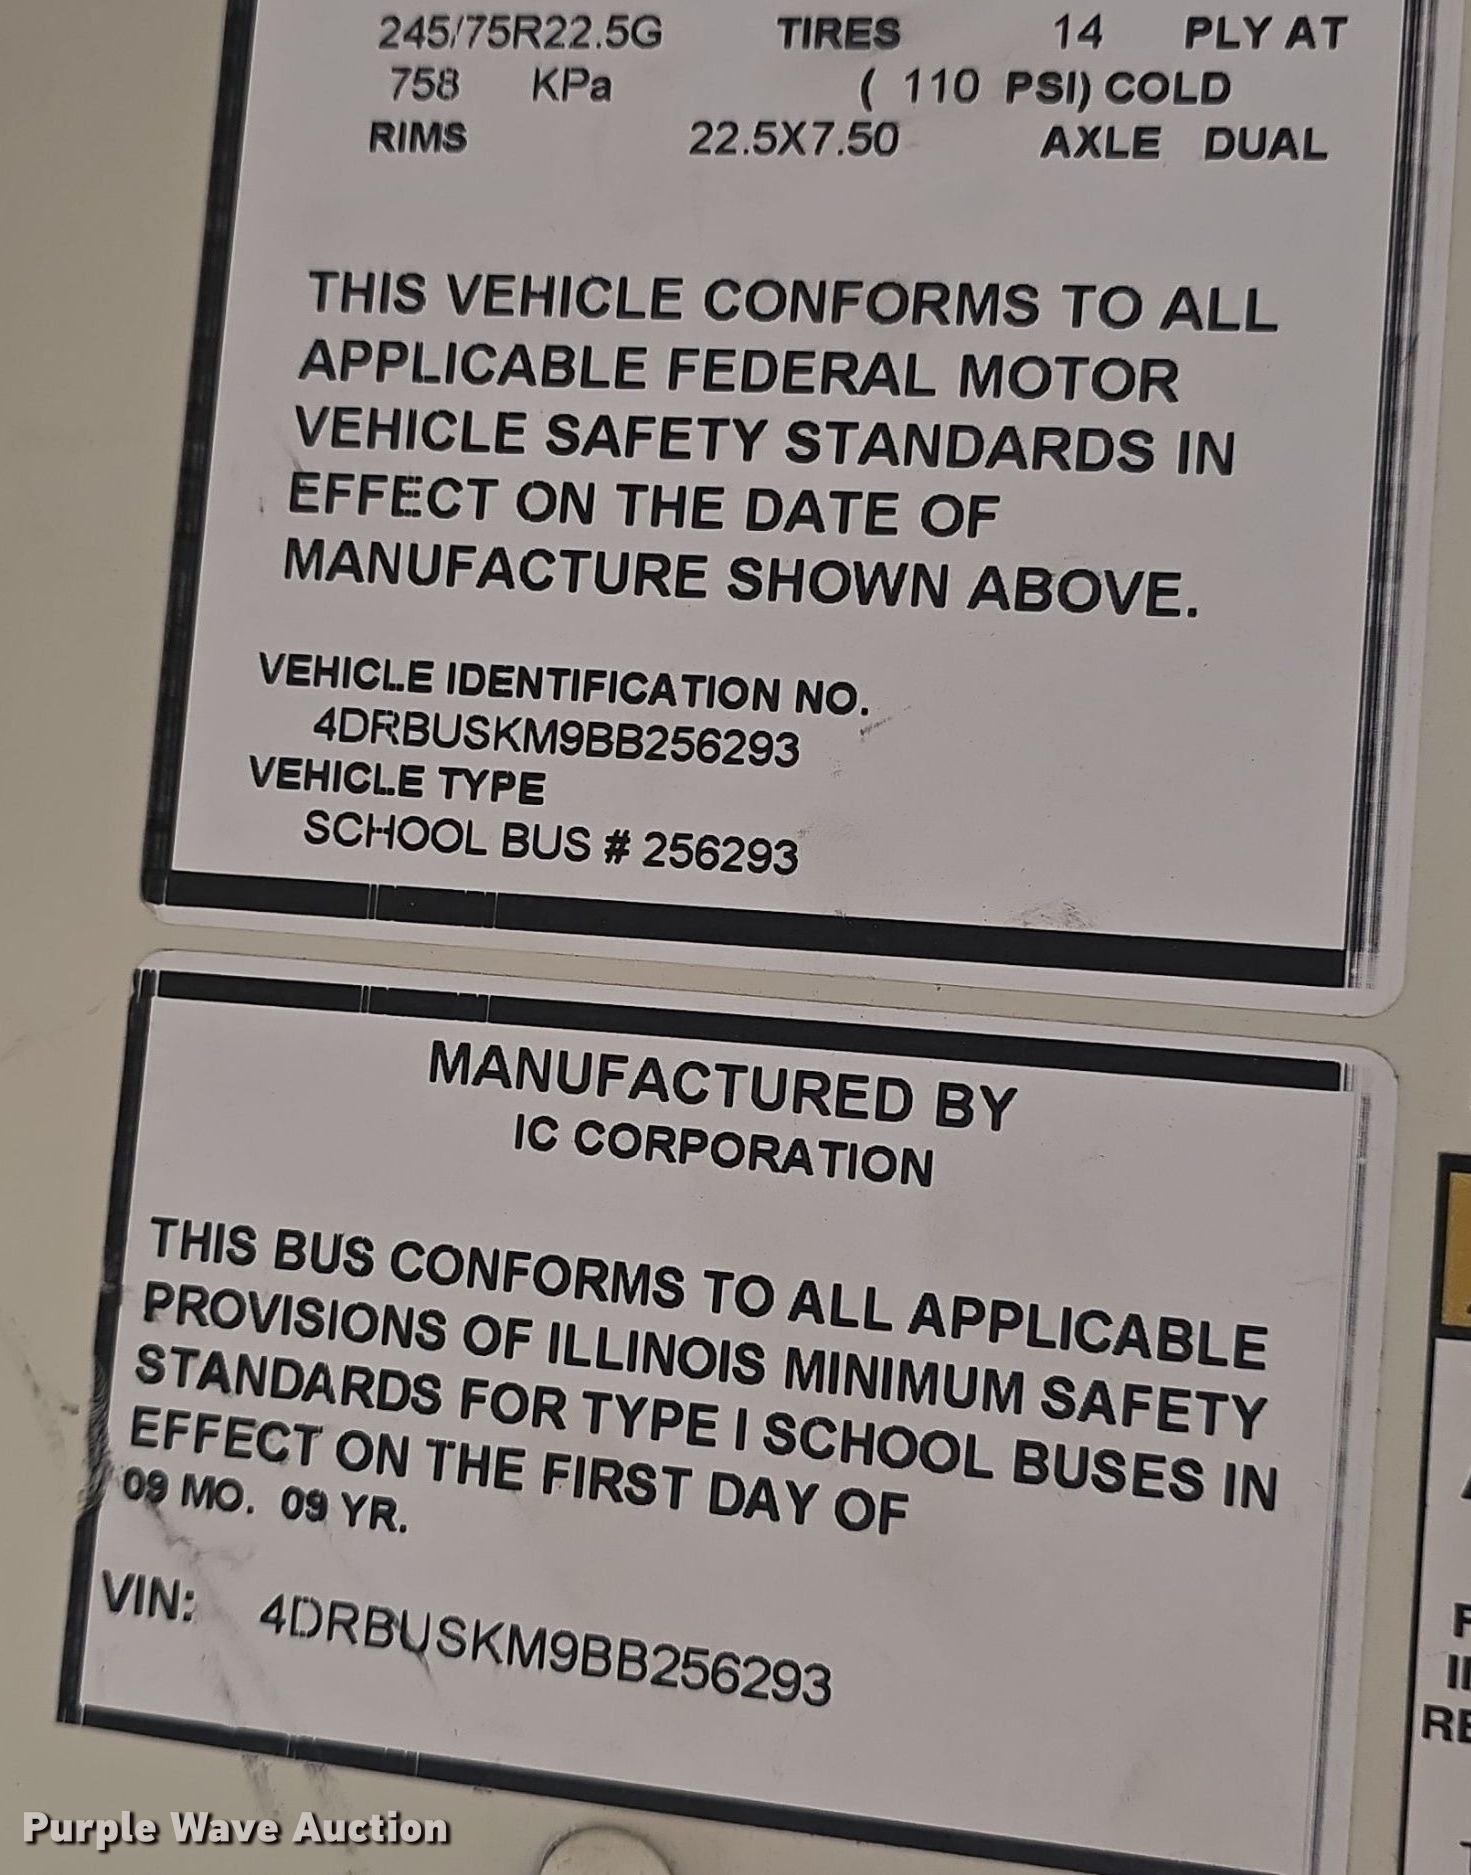 245/75R22.5G TIRES 14 PLY AT
758 KPa ( 110 PSI) COLD
RIMS 22.5X7.50 AXLE DUAL
THIS VEHICLE CONFORMS TO ALL
APPLICABLE FEDERAL MOTOR
VEHICLE SAFETY STANDARDS IN
EFFECT ON THE DATE OF
MANUFACTURE SHOWN ABOVE.
VEHICLE IDENTIFICATION NO.
4DRBUSKM9BB256293
VEHICLE TYPE
SCHOOL BUS # 256293
MANUFACTURED BY
IC CORPORATION
THIS BUS CONFORMS TO ALL APPLICABLE
PROVISIONS OF ILLINOIS MINIMUM SAFETY
STANDARDS FOR TYPE I SCHOOL BUSES IN
EFFECT ON THE FIRST DAY OF
09 MO. 09 YR.
VIN: 4DRBUSKM9BB256293
Purple Wave Auction